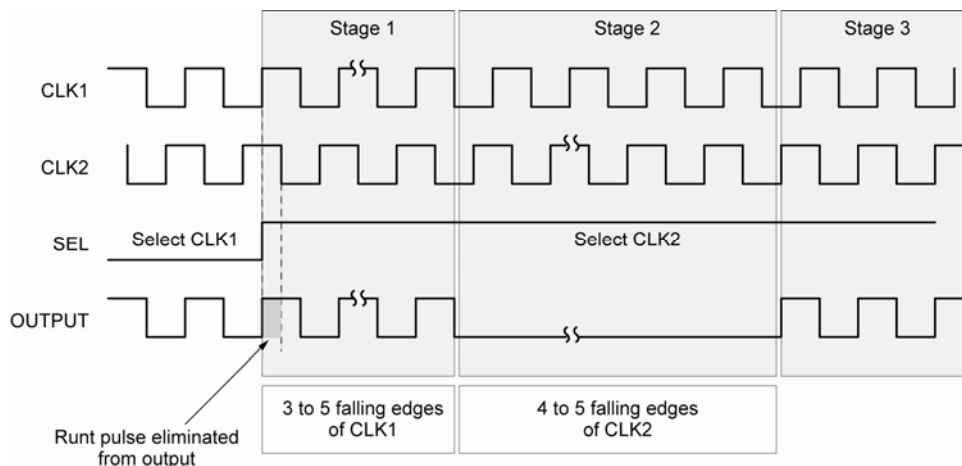 Stage 1
Stage 2
Stage 3
CLK1
CLK2
SEL
Select CLK1
Select CLK2
OUTPUT
3 to 5 falling edges
of CLK1
4 to 5 falling edges
of CLK2
Runt pulse eliminated
from output